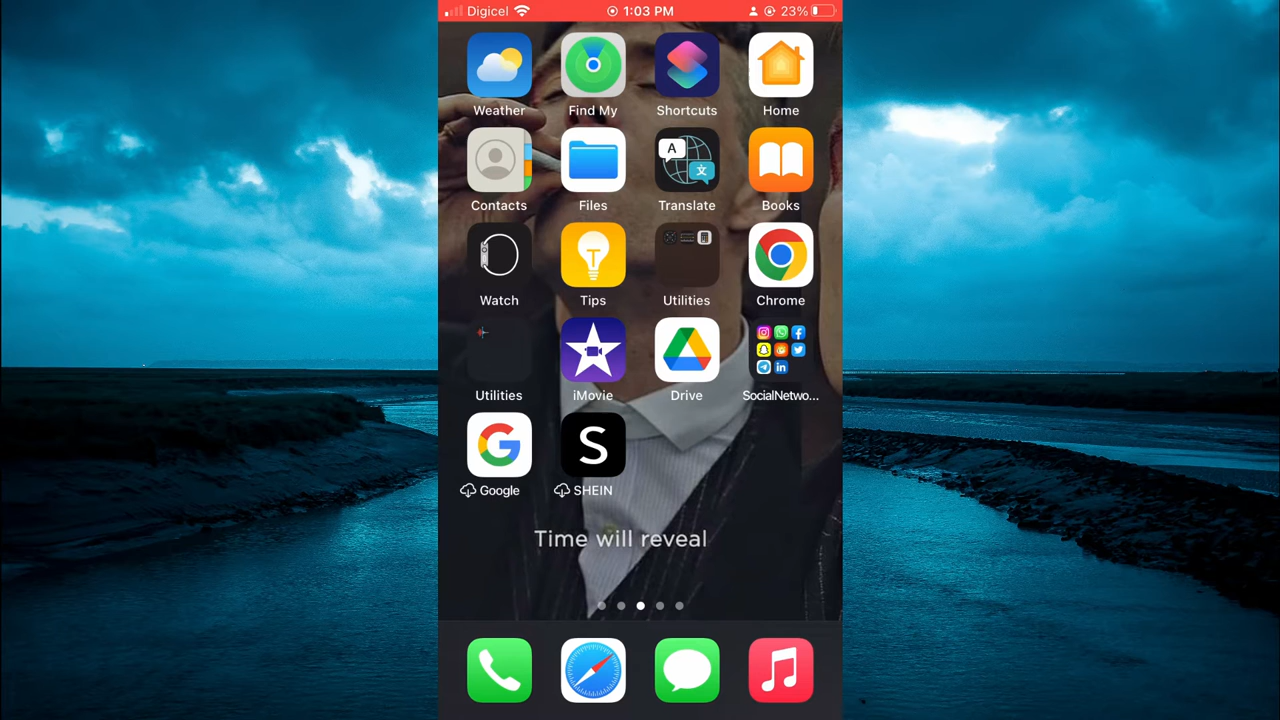 Digicel 1:03 PM 23%
Weather Find My Shortcuts Home
A 文
Contacts Files Translate Books
T
Watch Tips Utilities Chrome
Utilities iMovie Drive SocialNetwo...
G S
Google SHEIN
Time will reveal